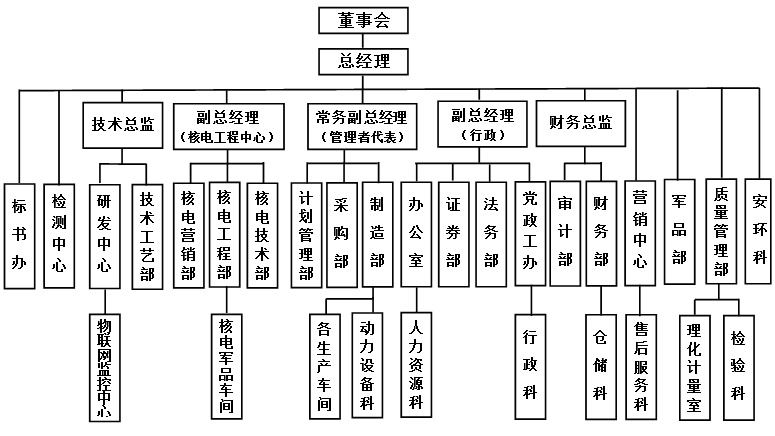 董事会
总经理
技术总监
副总经理
(核电工程中心)
常务副总经理
(管理者代表)
副总经理
(行政)
财务总监
标书办
检测中心
研发中心
技术工艺部
核电营销部
核电工程部
核电技术部
计划管理部
采购部
制造部
办公室
证券部
法务部
党政工办
审计部
财务部
营销中心
军品部
质量管理部
安环科
物联网监控中心
核电军品车间
各生产车间
动力设备科
人力资源科
行政科
仓储科
售后服务科
理化计量室
检验科